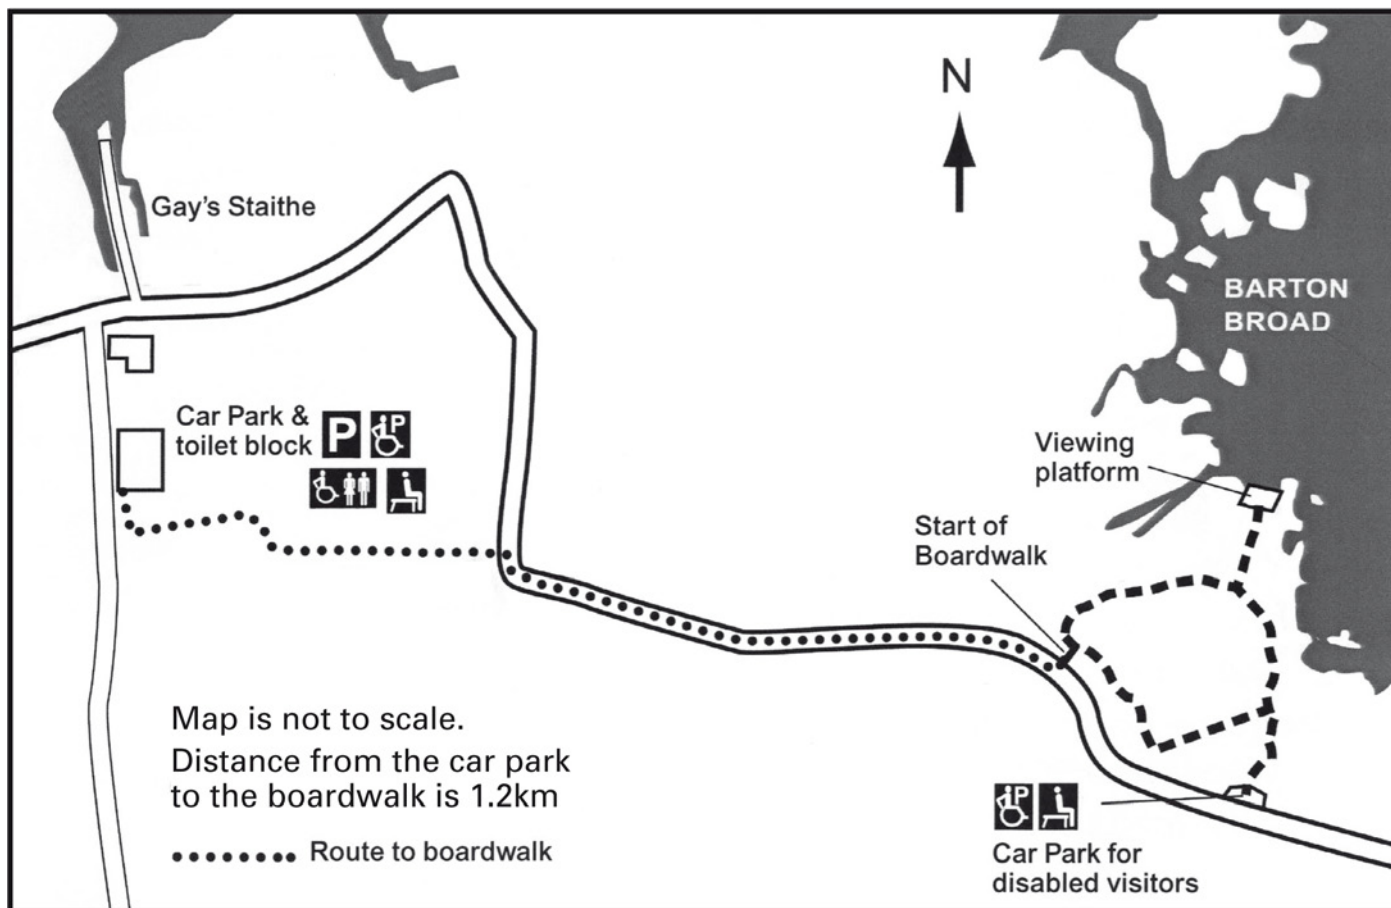 N
Gay's Staithe
BARTON
BROAD
Car Park &
toilet block
P
P
Viewing
platform
Start of
Boardwalk
Map is not to scale.
Distance from the car park
to the boardwalk is 1.2km
Route to boardwalk
P
Car Park for
disabled visitors